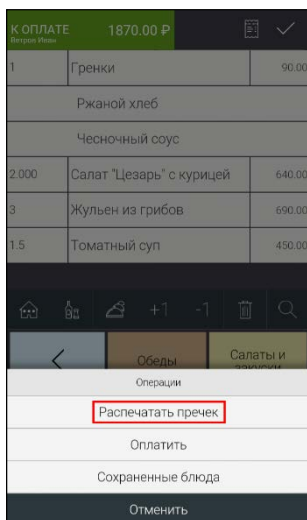 К ОПЛАТЕ 1870.00 ₽
Петров Иван
1 Гренки 90.00
Ржаной хлеб
Чесночный соус
2.000 Салат "Цезарь" с курицей 640.00
3 Жульен из грибов 690.00
1.5 Томатный суп 450.00
+1 -1
Обеды Салаты и
закуски
Операции
Распечатать пречек
Оплатить
Сохраненные блюда
Отменить